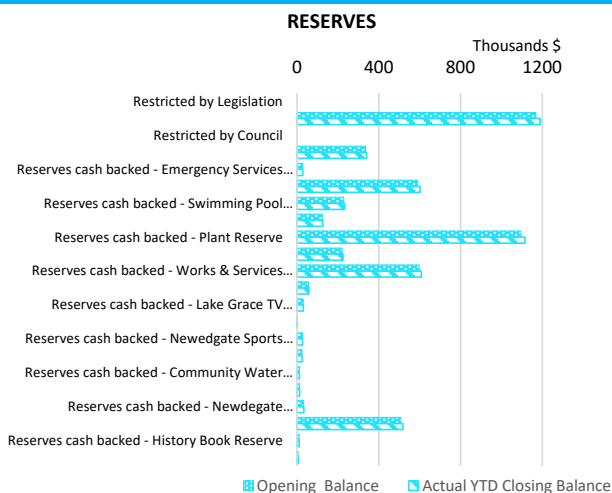 RESERVES
Thousands $
0 400 800 1200
Restricted by Legislation
Restricted by Council
Reserves cash backed - Emergency Services...
Reserves cash backed - Swimming Pool...
Reserves cash backed - Plant Reserve
Reserves cash backed - Works & Services...
Reserves cash backed - Lake Grace TV...
Reserves cash backed - Newedgate Sports...
Reserves cash backed - Community Water...
Reserves cash backed - Newdegate...
Reserves cash backed - History Book Reserve
Opening Balance Actual YTD Closing Balance